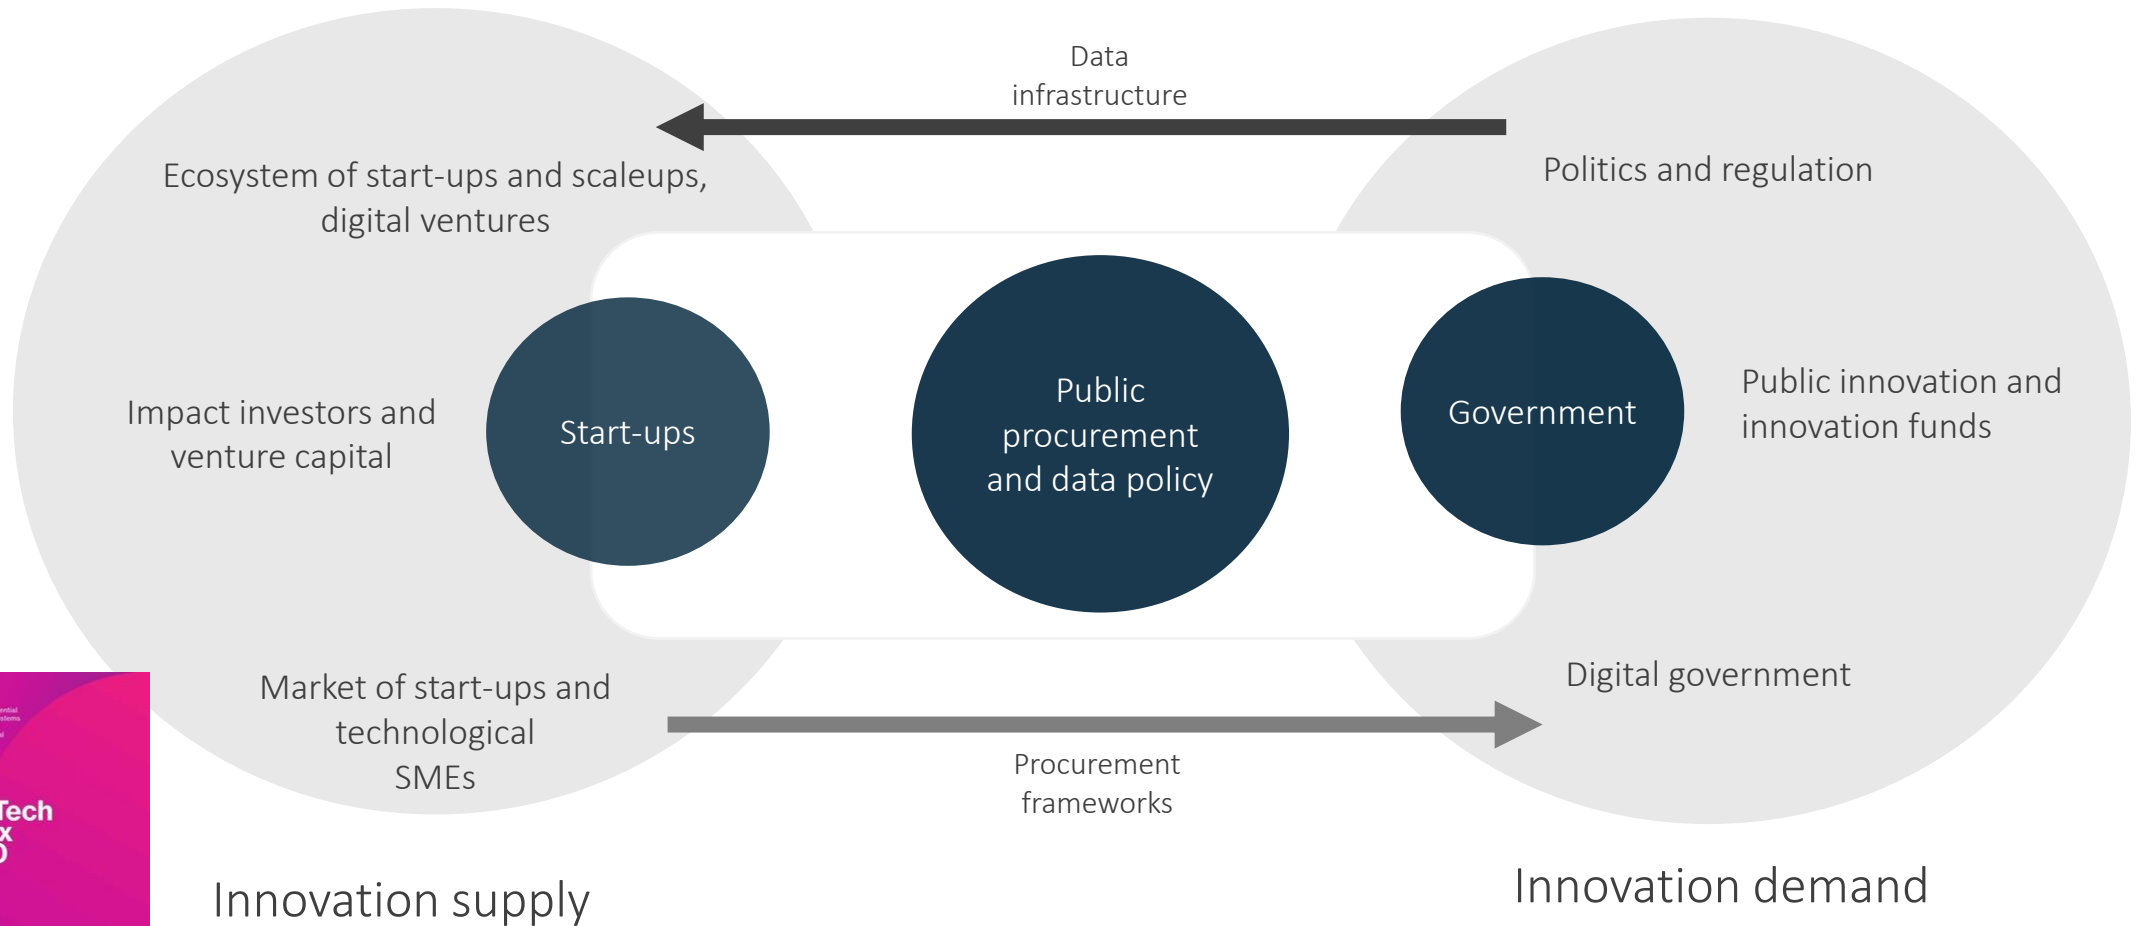 Data
infrastructure
Ecosystem of start-ups and scaleups,
digital ventures
Politics and regulation
Impact investors and
venture capital
Start-ups
Public
procurement
and data policy
Government
Public innovation and
innovation funds
Market of start-ups and
technological
SMEs
Digital government
Procurement
frameworks
Tech
x
Innovation supply
Innovation demand